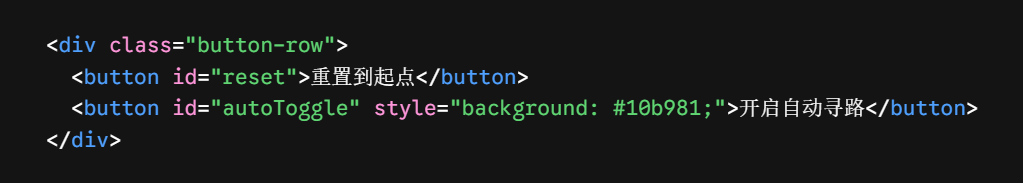 <div class="button-row">
  <button id="reset">重置到起点</button>
  <button id="autoToggle" style="background: #10b981;">开启自动寻路</button>
</div>